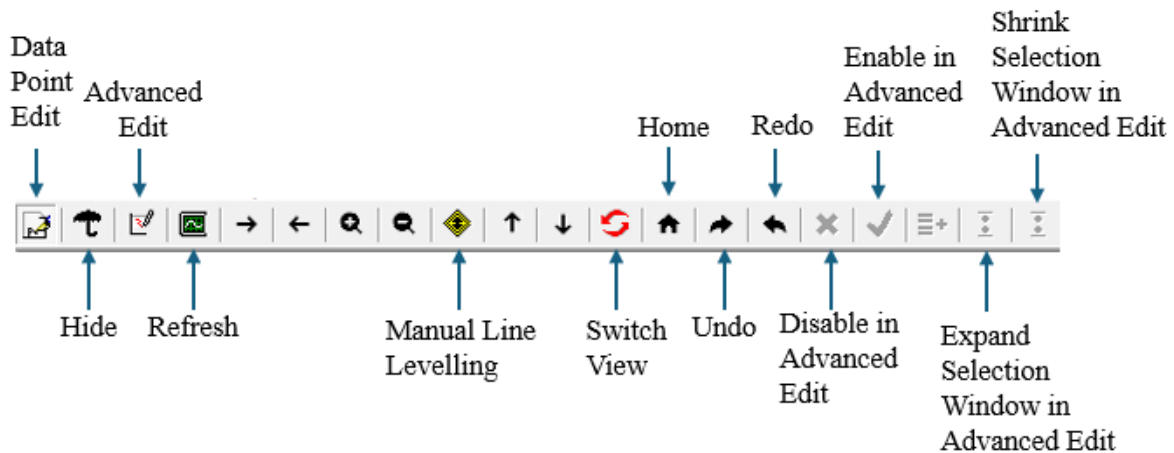 Data
Point
Edit
Advanced
Edit
Home
Redo
Enable in
Advanced
Edit
Shrink
Selection
Window in
Advanced Edit
Hide
Refresh
Manual Line
Levelling
Switch
View
Undo
Disable in
Advanced
Edit
Expand
Selection
Window in
Advanced Edit